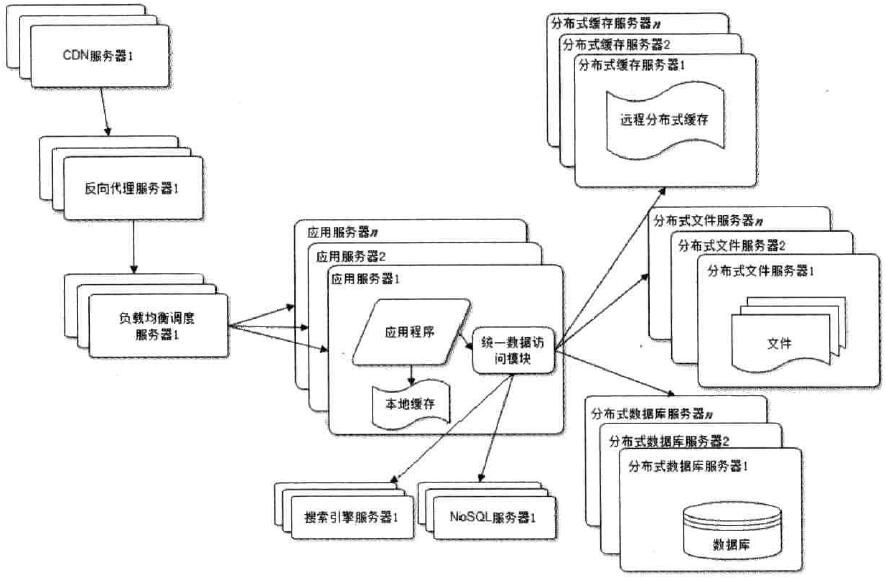 CDN服务器1
反向代理服务器1
负载均衡调度
服务器1
应用服务器n
应用服务器2
应用服务器1
应用程序
统一数据访
问模块
本地缓存
分布式缓存服务器n
分布式缓存服务器2
分布式缓存服务器1
远程分布式缓存
分布式文件服务器n
分布式文件服务器2
分布式文件服务器1
文件
分布式数据库服务器n
分布式数据库服务器2
分布式数据库服务器1
数据库
搜索引擎服务器1
NoSQL服务器1